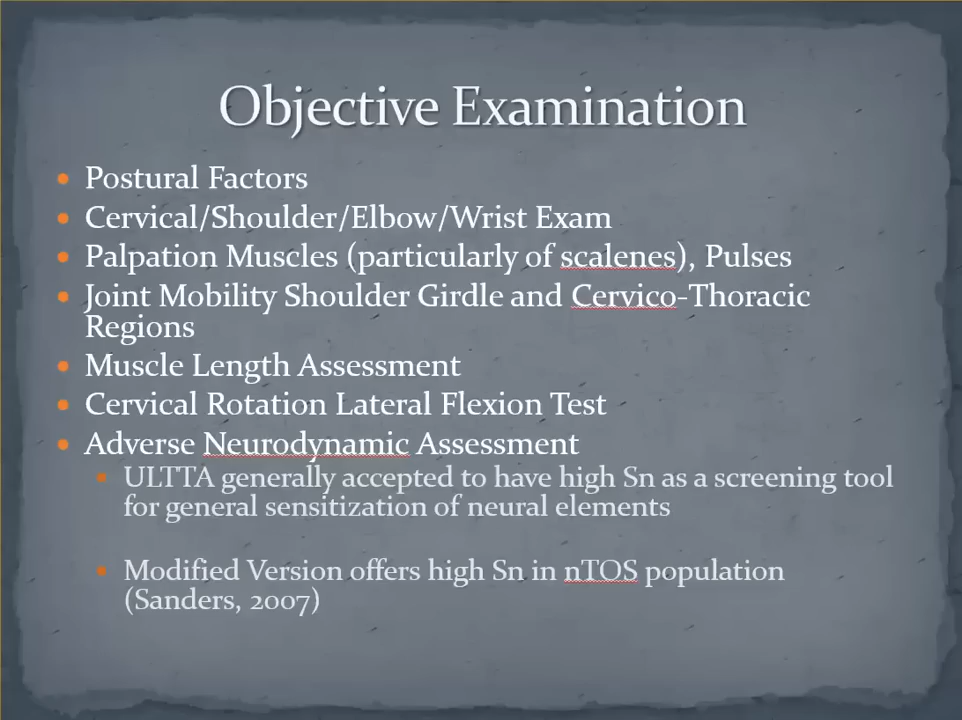 Objective Examination
• Postural Factors
• Cervical/Shoulder/Elbow/Wrist Exam
• Palpation Muscles (particularly of scalenes), Pulses
• Joint Mobility Shoulder Girdle and Cervico-Thoracic
Regions
• Muscle Length Assessment
• Cervical Rotation Lateral Flexion Test
• Adverse Neurodynamic Assessment
• ULTTA generally accepted to have high Sn as a screening tool
for general sensitization of neural elements
• Modified Version offers high Sn in nTOS population
(Sanders, 2007)